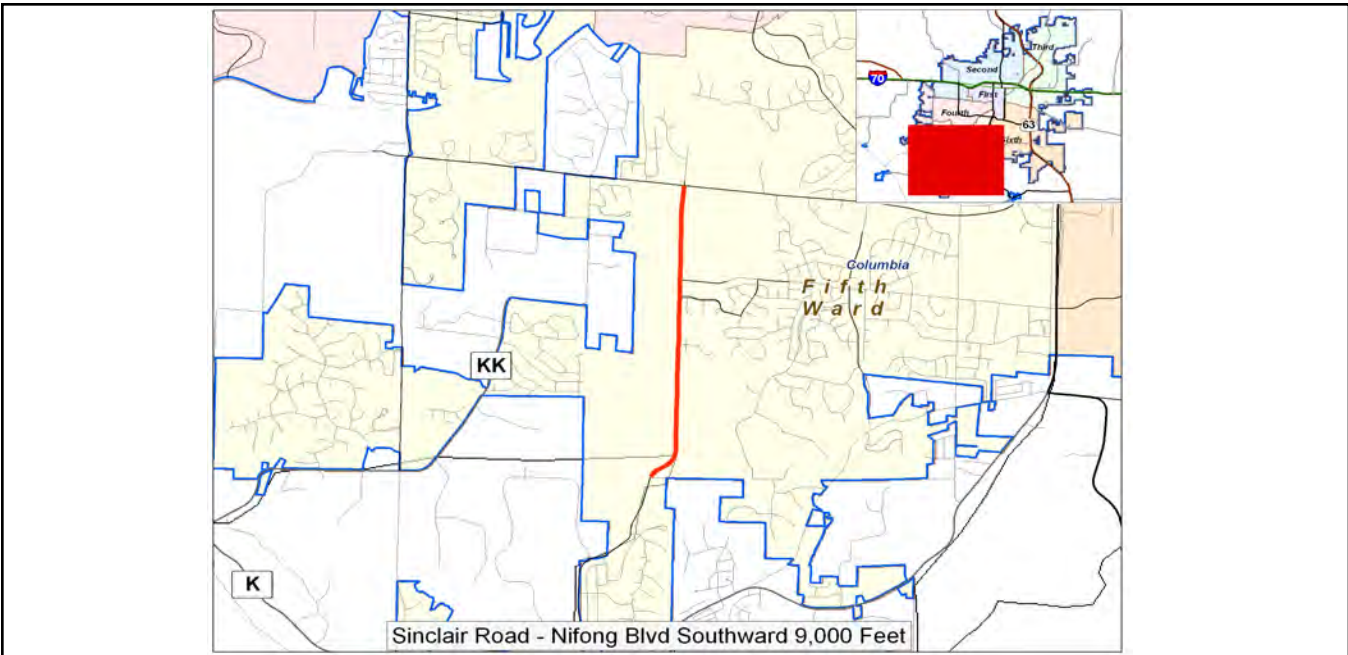 Third
Second
70
First
Fourth
63
Sixth
Columbia
Fifth
Ward
KK
K
Sinclair Road - Nifong Blvd Southward 9,000 Feet